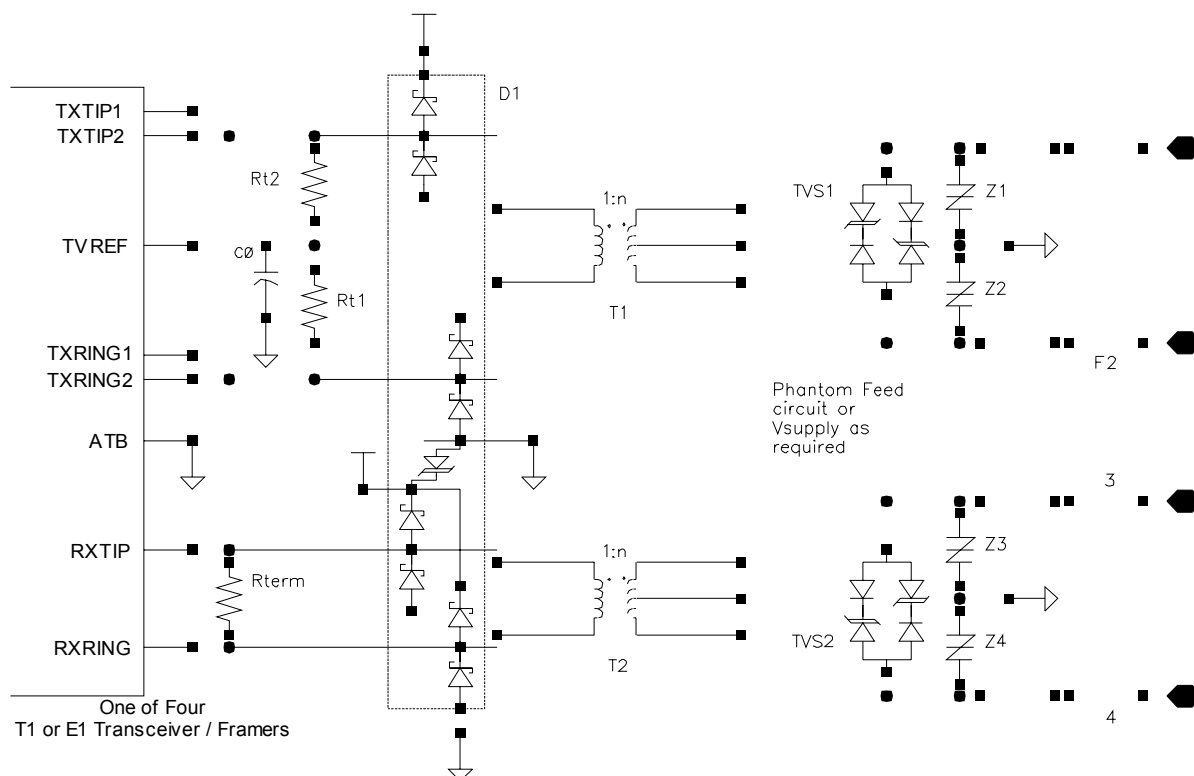 TXTIP1
TXTIP2
TVREF
TXRING1
TXRING2
ATB
RXTIP
RXRING
One of Four
T1 or E1 Transceiver / Framers
Rt2
cø
Rt1
Rterm
D1
1:n
T1
1:n
T2
TVS1
Z1
Z2
F2
Phantom Feed
circuit or
Vsupply as
required
3
Z3
TVS2
Z4
4